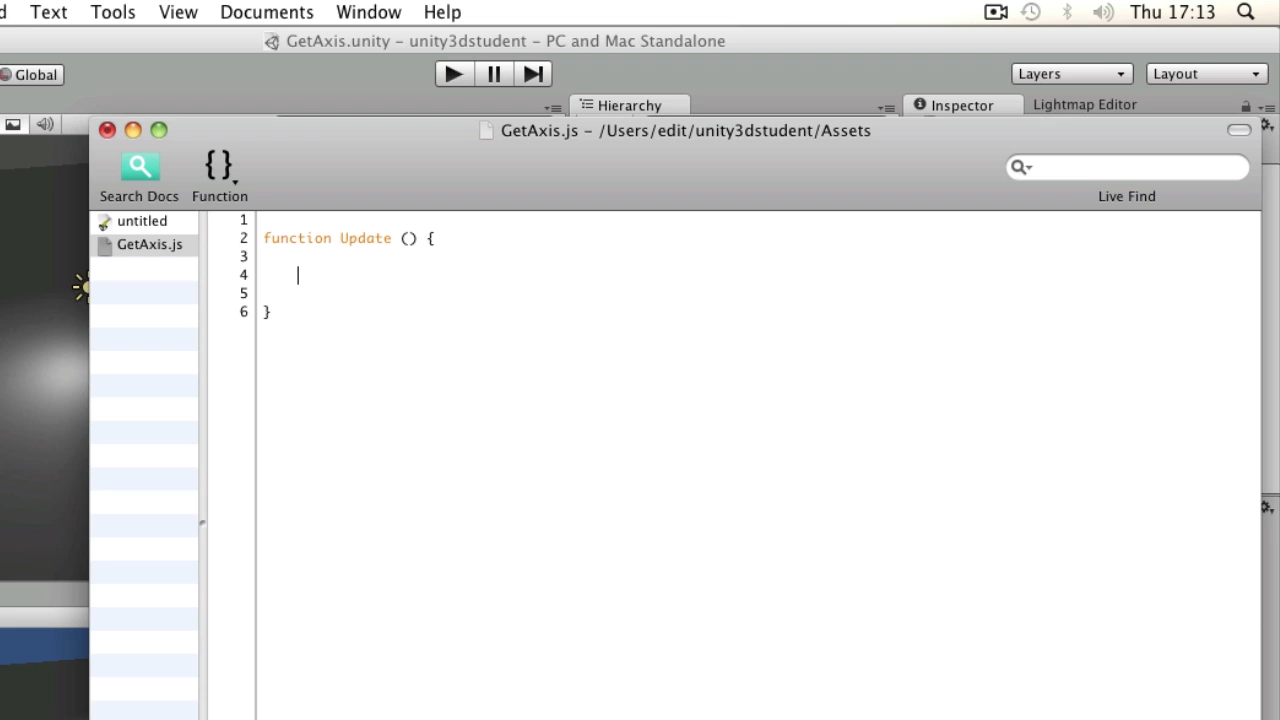 Text Tools View Documents Window Help Thu 17:13
GetAxis.unity – unity3dstudent – PC and Mac Standalone
Global Layers Layout
Hierarchy Inspector Lightmap Editor
GetAxis.js – /Users/edit/unity3dstudent/Assets
Search Docs Function Live Find
untitled
GetAxis.js
1
2 function Update () {
3
4
5
6 }